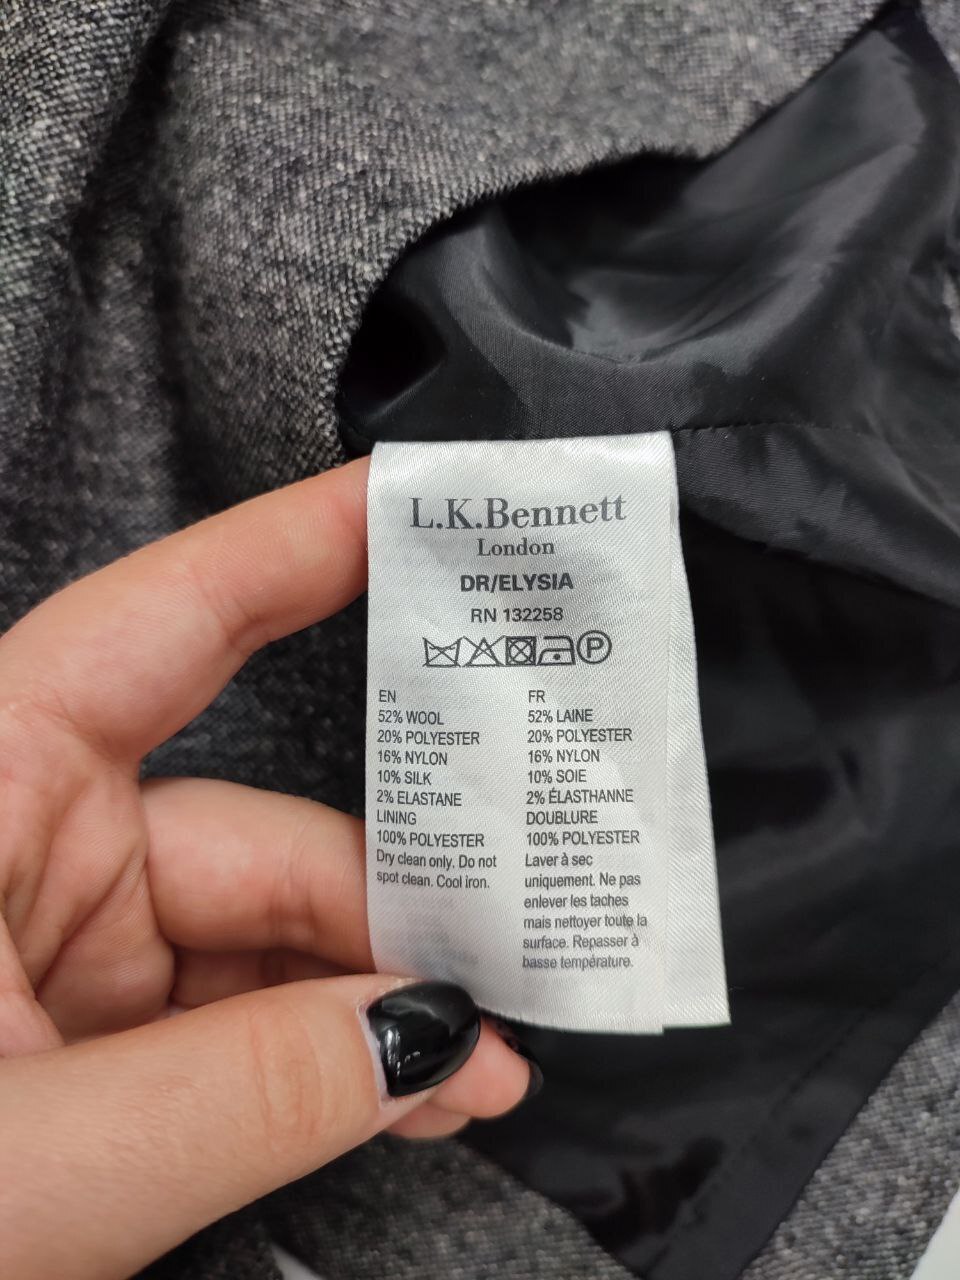 L.K.Bennett
London
DR/ELYSIA
RN 132258
P
EN
52% WOOL
20% POLYESTER
16% NYLON
10% SILK
2% ELASTANE
LINING
100% POLYESTER
Dry clean only. Do not
spot clean. Cool iron.
FR
52% LAINE
20% POLYESTER
16% NYLON
10% SOIE
2% ÉLASTHANNE
DOUBLURE
100% POLYESTER
Laver à sec
uniquement. Ne pas
enlever les taches
mais nettoyer toute la
surface. Repasser à
basse température.